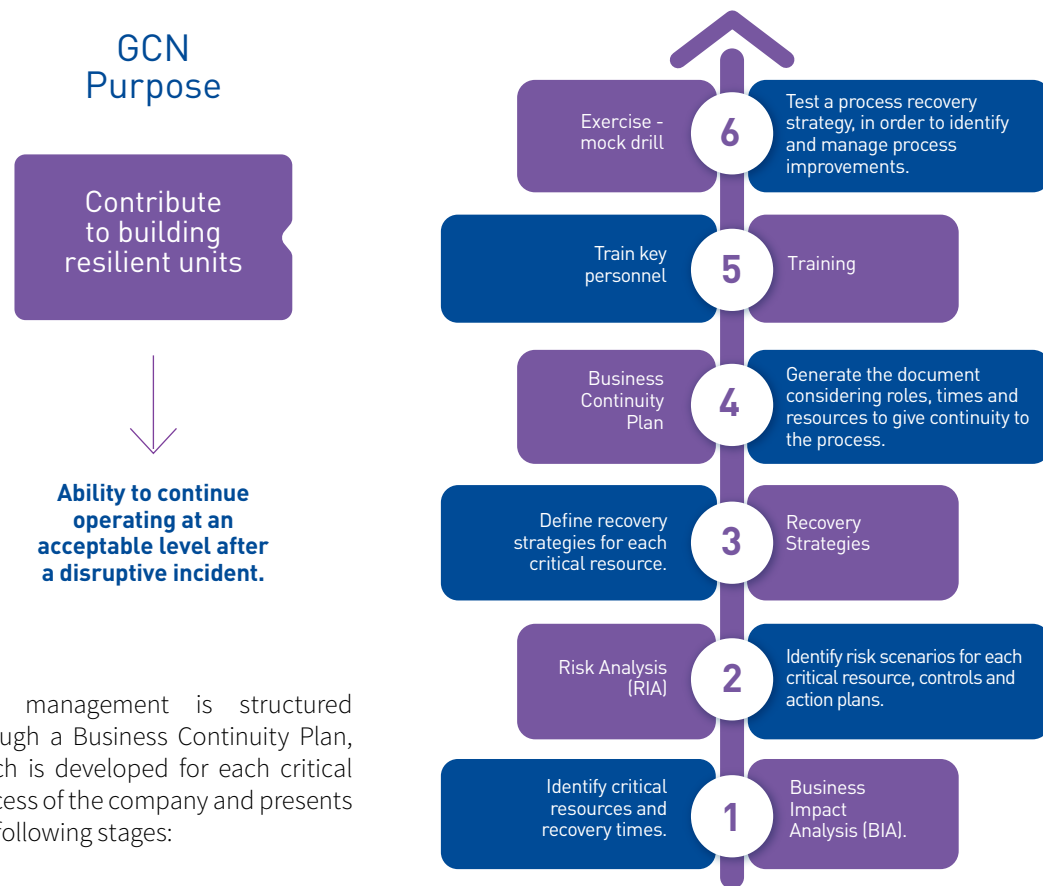 GCN
Purpose
Contribute
to building
resilient units
Ability to continue
operating at an
acceptable level after
a disruptive incident.
management is structured
a Business Continuity Plan,
is developed for each critical
of the company and presents
following stages:
Exercise -
mock drill
6
Test a process recovery
strategy, in order to identify
and manage process
improvements.
Train key
personnel
5
Training
Business
Continuity
Plan
4
Generate the document
considering roles, times and
resources to give continuity to
the process.
Define recovery
strategies for each
critical resource.
3
Recovery
Strategies
Risk Analysis
(RIA)
2
Identify risk scenarios for each
critical resource, controls and
action plans.
Identify critical
resources and
recovery times.
1
Business
Impact
Analysis (BIA).